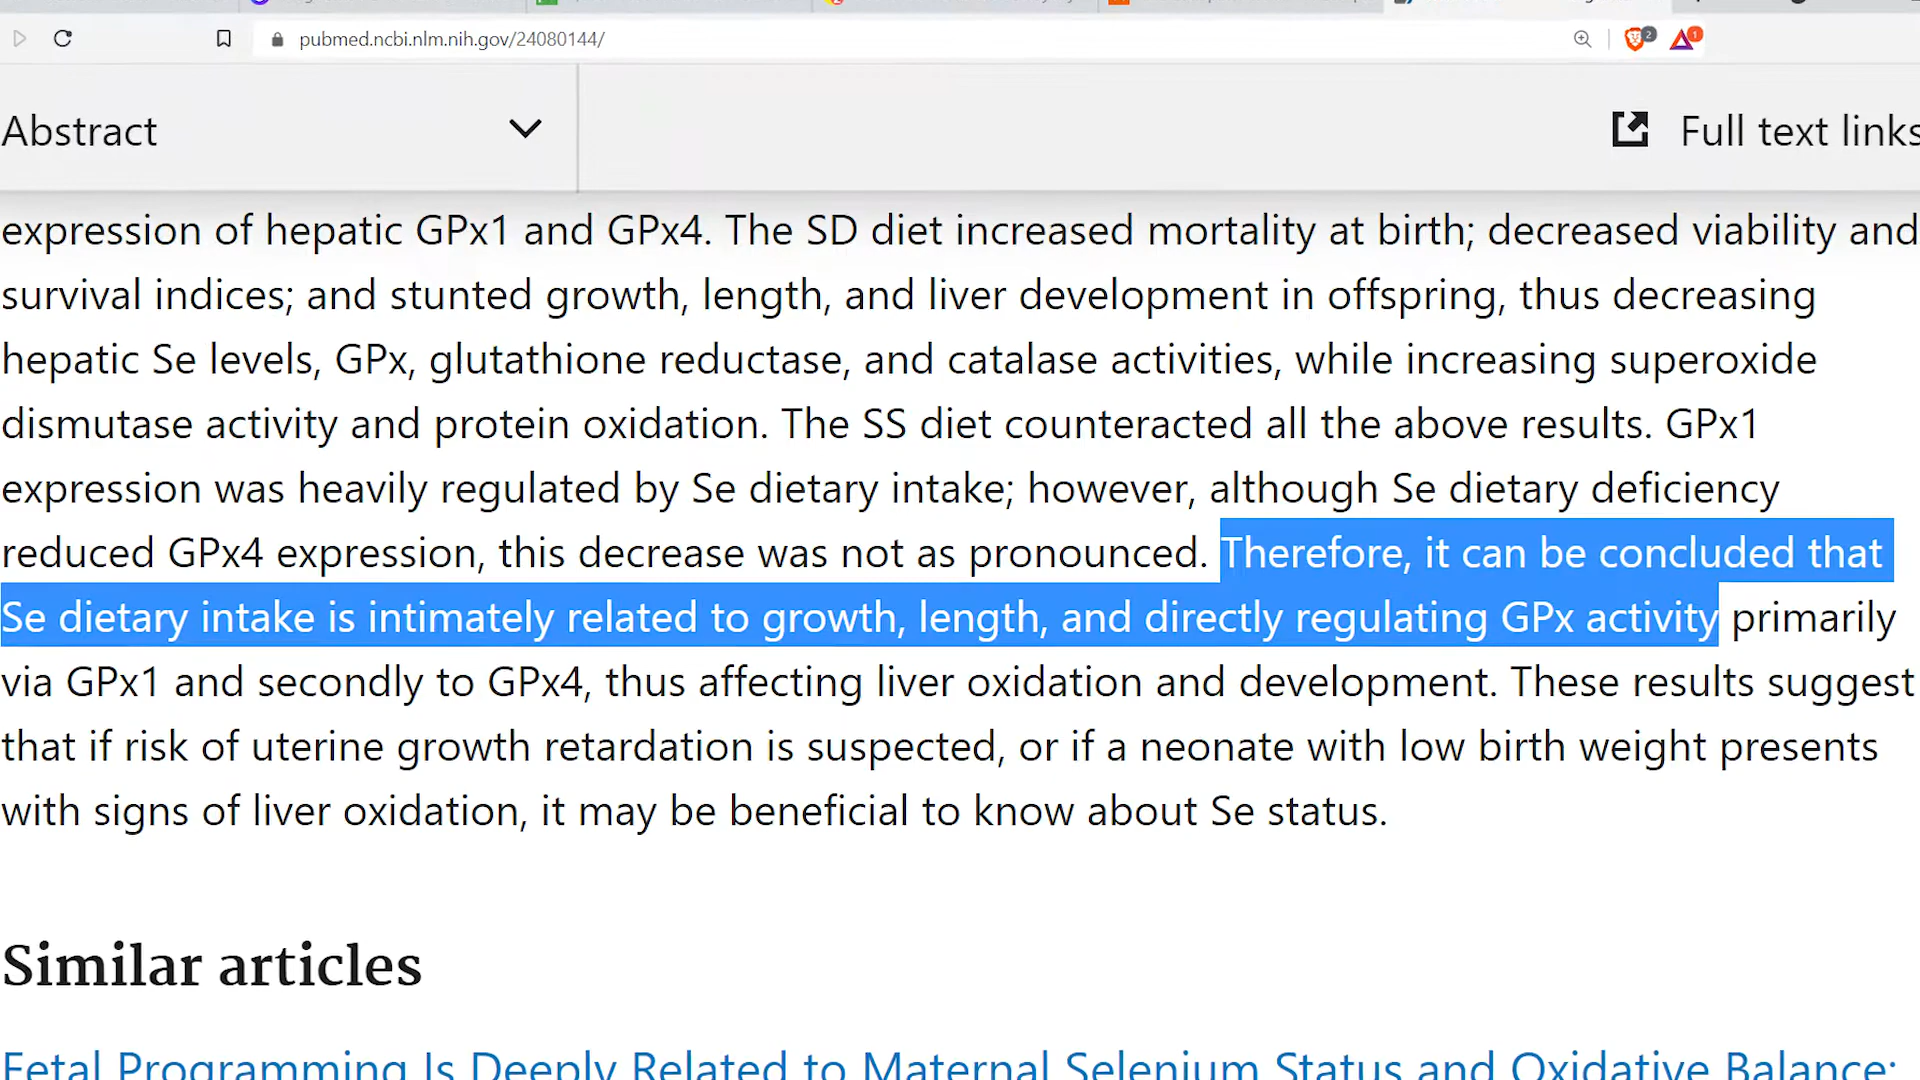 pubmed.ncbi.nlm.nih.gov/24080144/
2
1
Abstract
Full text links
expression of hepatic GPx1 and GPx4. The SD diet increased mortality at birth; decreased viability and
survival indices; and stunted growth, length, and liver development in offspring, thus decreasing
hepatic Se levels, GPx, glutathione reductase, and catalase activities, while increasing superoxide
dismutase activity and protein oxidation. The SS diet counteracted all the above results. GPx1
expression was heavily regulated by Se dietary intake; however, although Se dietary deficiency
reduced GPx4 expression, this decrease was not as pronounced. Therefore, it can be concluded that
Se dietary intake is intimately related to growth, length, and directly regulating GPx activity primarily
via GPx1 and secondly to GPx4, thus affecting liver oxidation and development. These results suggest
that if risk of uterine growth retardation is suspected, or if a neonate with low birth weight presents
with signs of liver oxidation, it may be beneficial to know about Se status.
Similar articles
Fetal Programming Is Deeply Related to Maternal Selenium Status and Oxidative Balance;